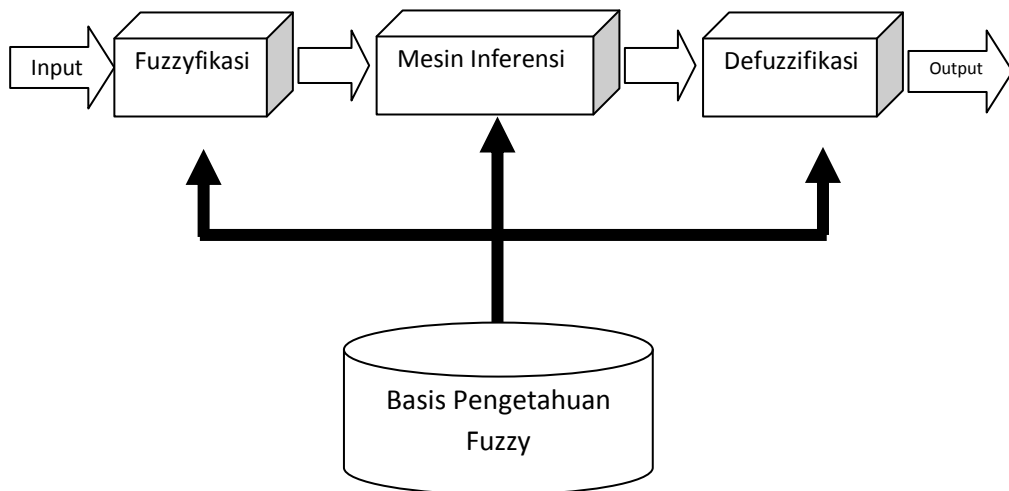 Input
Fuzzyfikasi
Mesin Inferensi
Defuzzifikasi
Output
Basis Pengetahuan
Fuzzy